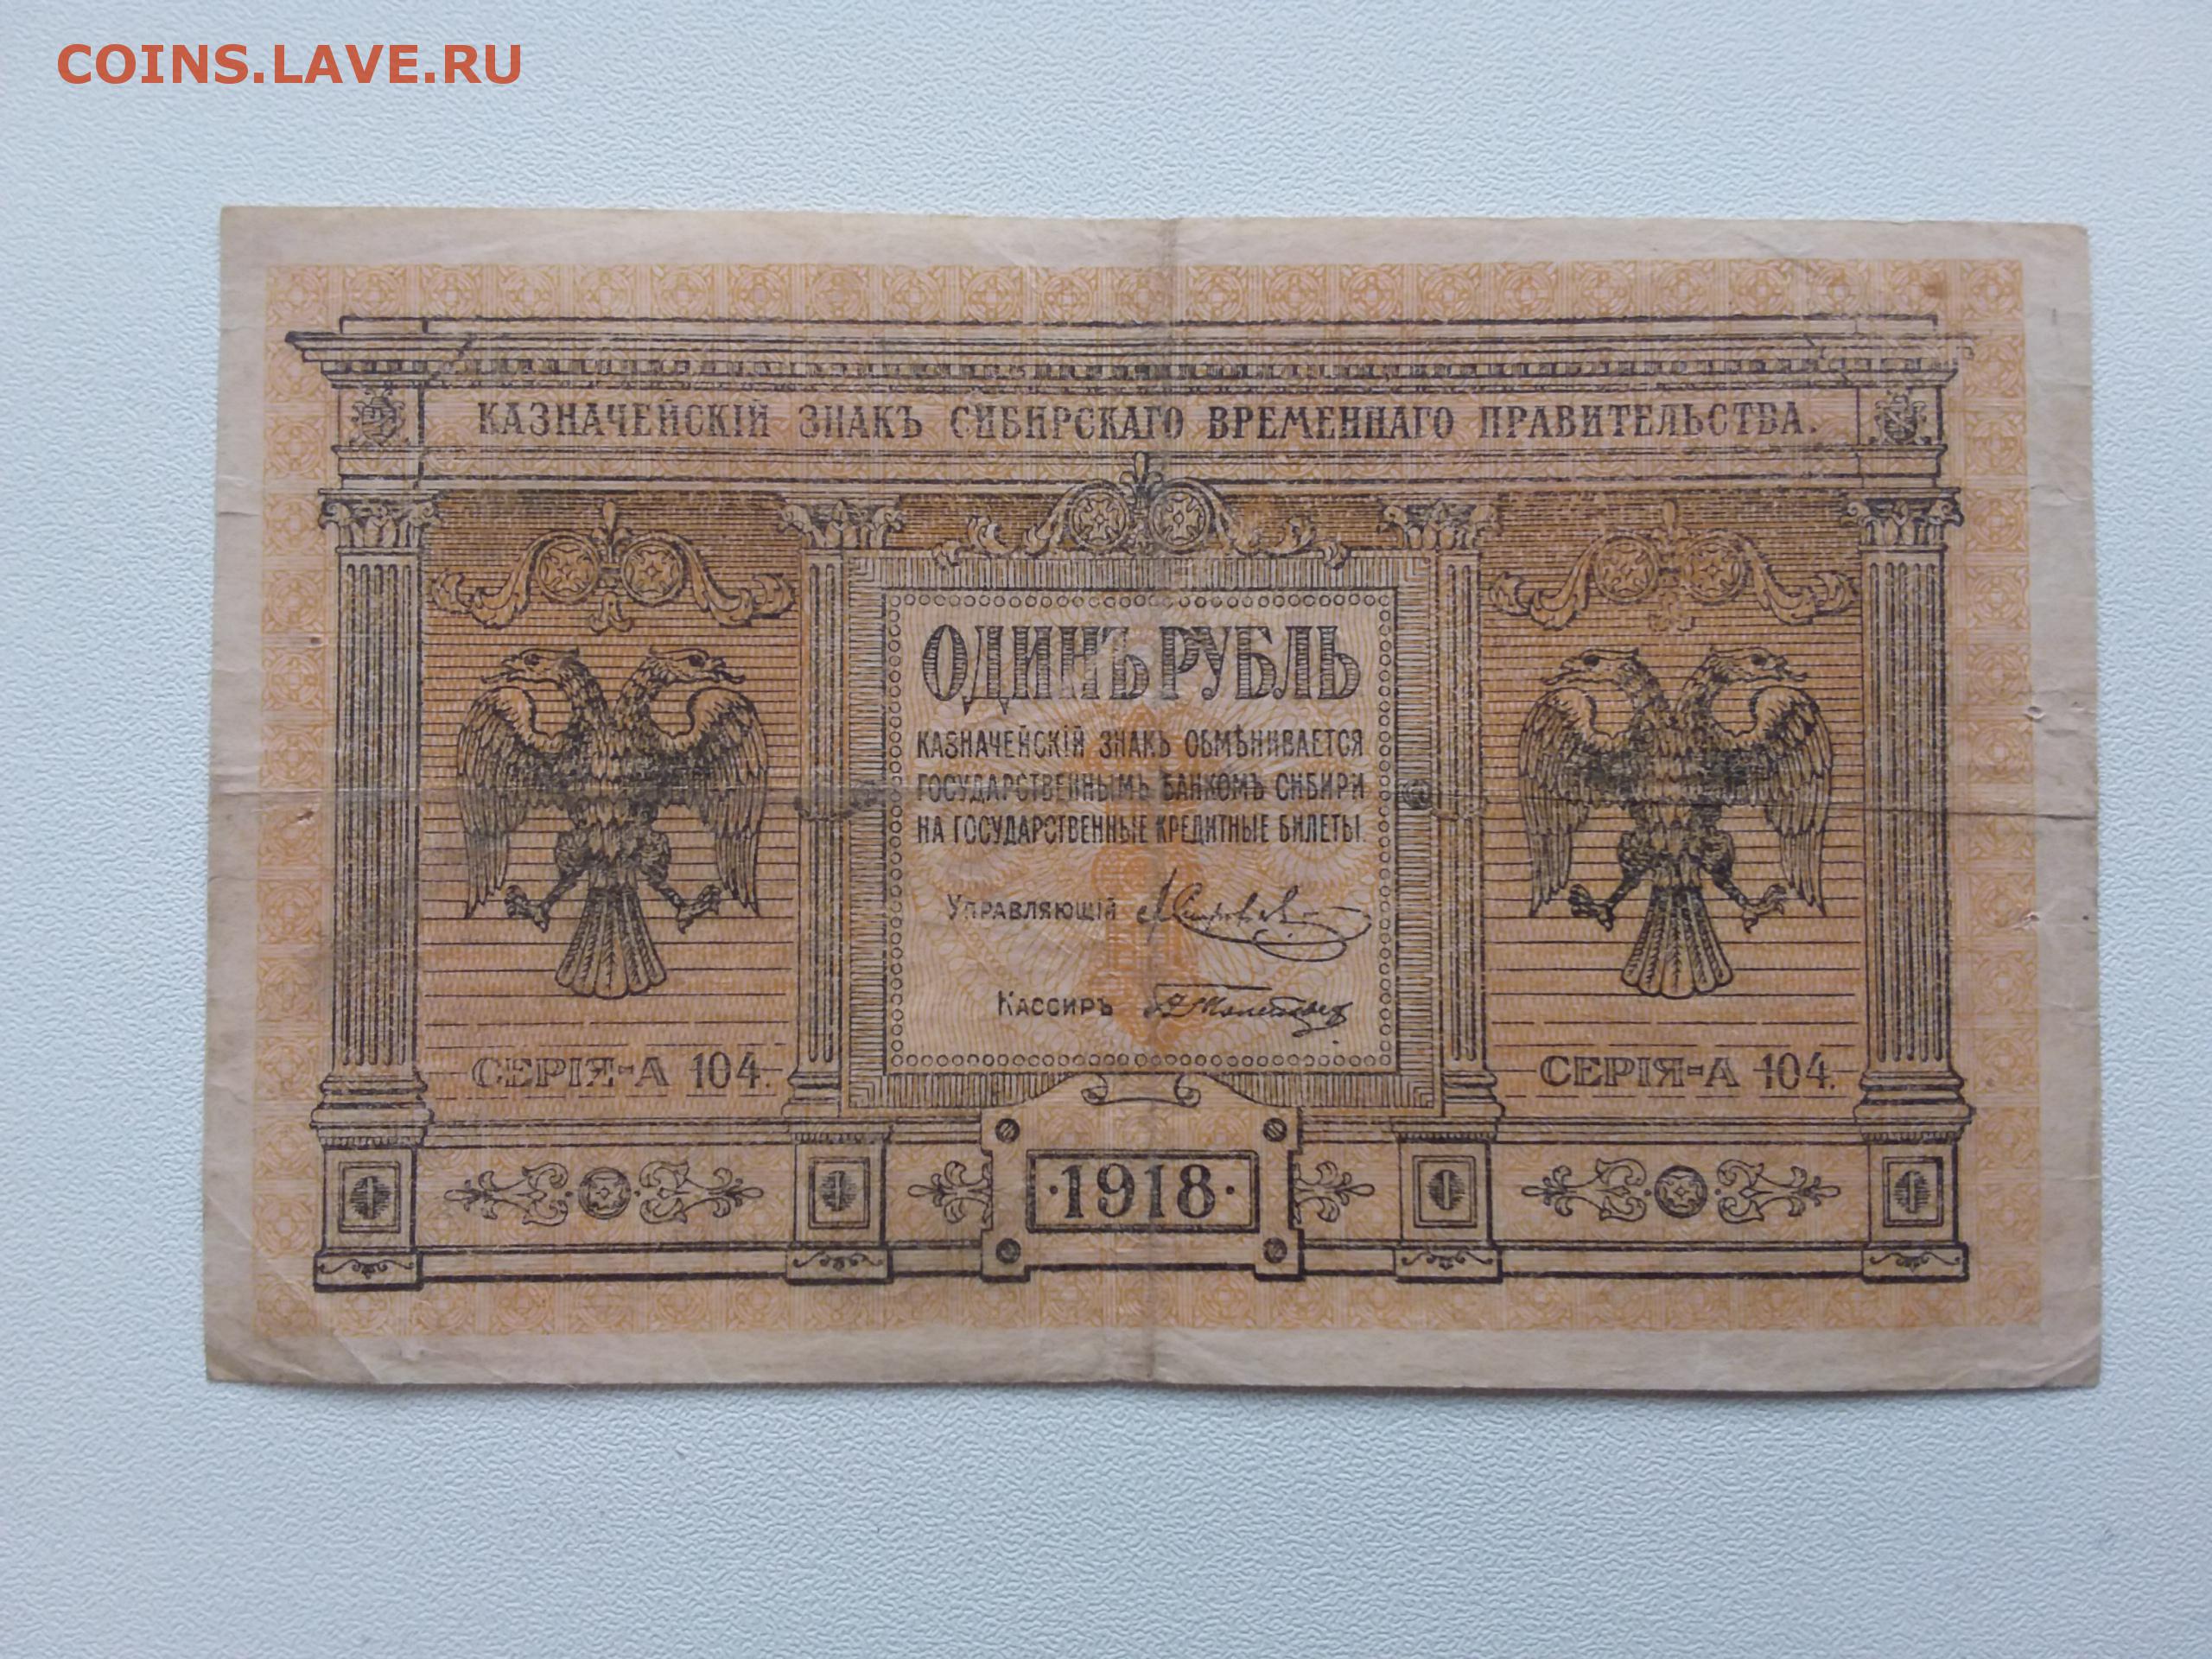 COINS.LAVE.RU
КАЗНАЧЕЙСКІЙ ЗНАКЪ СИБИРСКАГО ВРЕМЕННАГО ПРАВИТЕЛЬСТВА.
ОДИНЪ РУБЛЬ
КАЗНАЧЕЙСКІЙ ЗНАКЪ ОБМѢНИВАЕТСЯ
ГОСУДАРСТВЕННЫМЪ БАНКОМЪ СИБИРИ
НА ГОСУДАРСТВЕННЫЕ КРЕДИТНЫЕ БИЛЕТЫ.
УПРАВЛЯЮЩІЙ
КАССИРЪ
СЕРІЯ-А 104.
СЕРІЯ-А 104.
·1918·